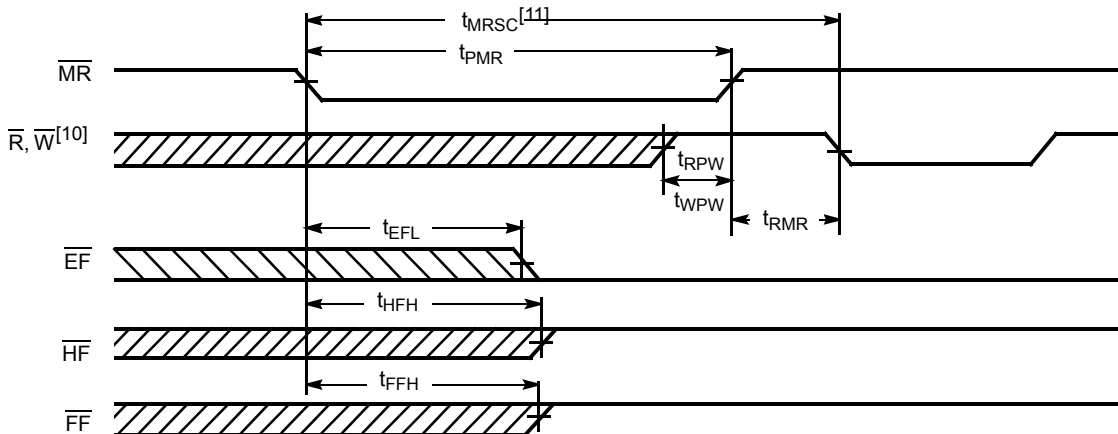 tMRSC[11]
tPMR
MR
R, W[10]
tRPW
tWPW
tRMR
tEFL
EF
tHFH
HF
tFFH
FF